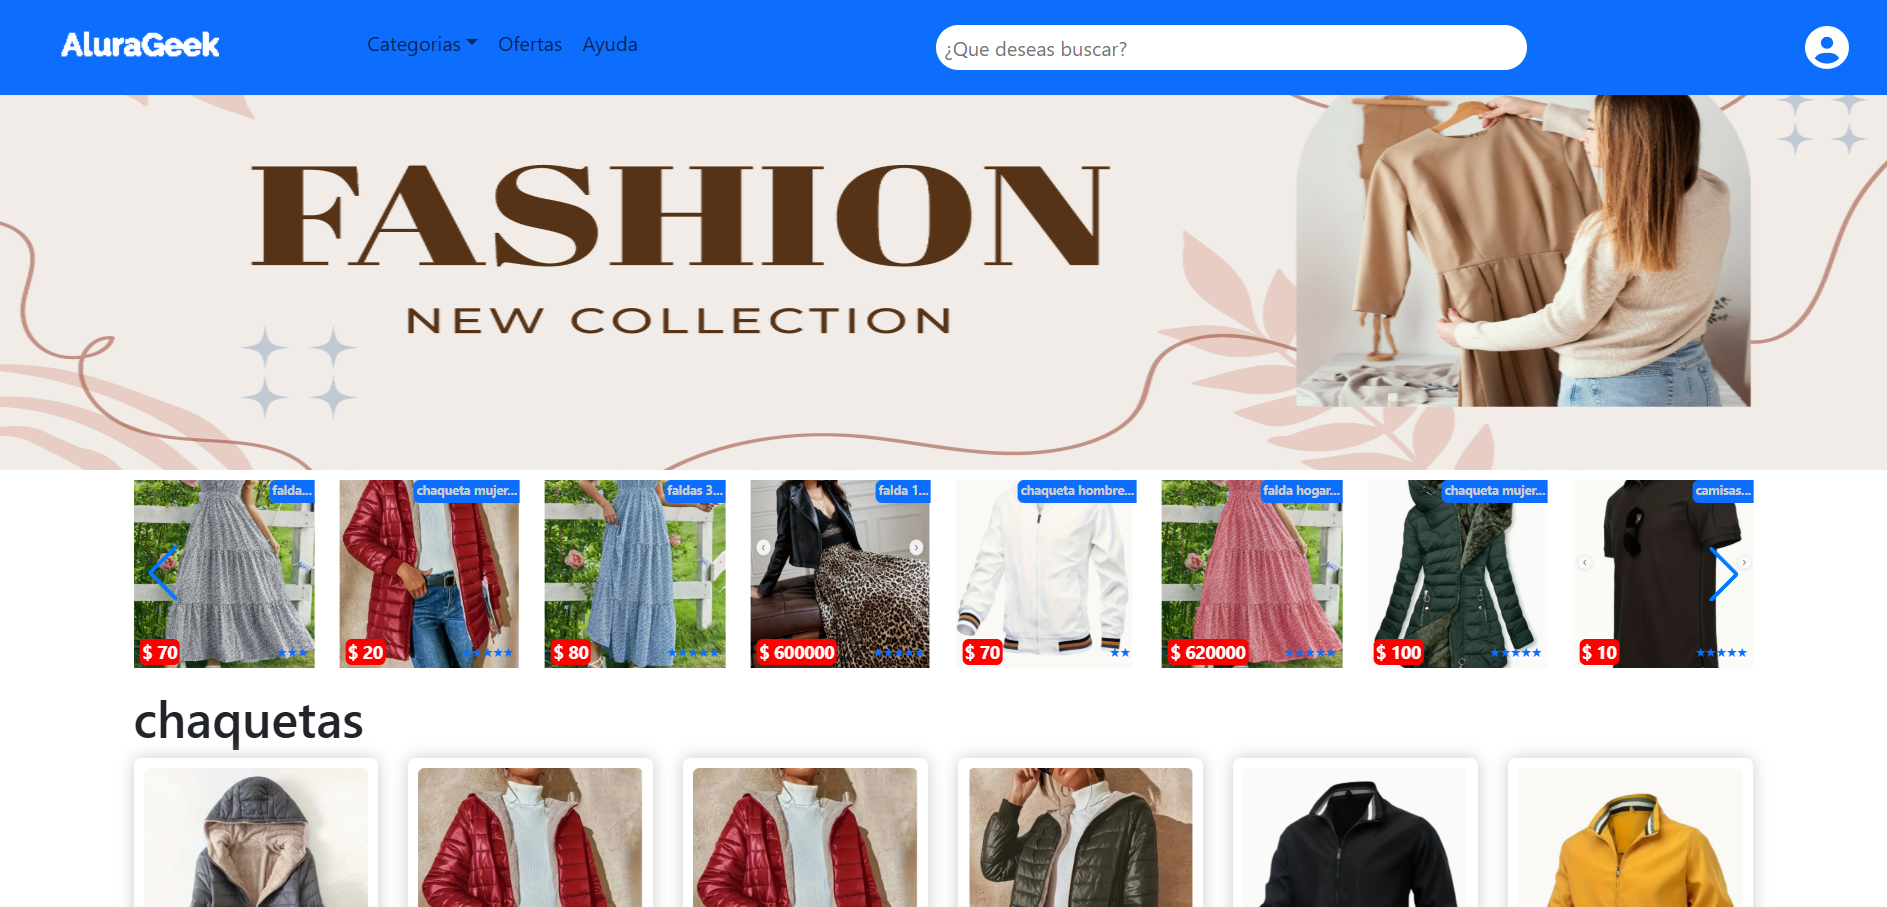 AluraGeek
Categorias
Ofertas
Ayuda
¿Que deseas buscar?
FASHION
NEW COLLECTION
falda...
$ 70
chaqueta mujer...
$ 20
faldas 3...
$ 80
falda 1...
$ 600000
chaqueta hombre...
$ 70
falda hogar...
$ 620000
chaqueta mujer...
$ 100
camisas...
$ 10
chaquetas